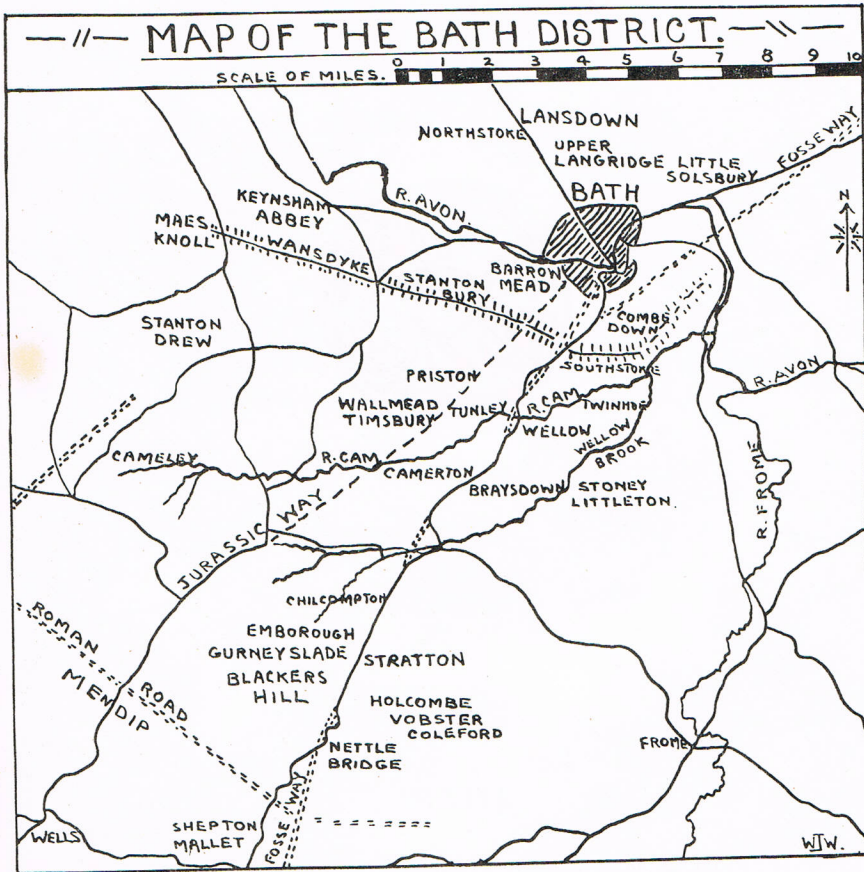 MAP OF THE BATH DISTRICT.
SCALE OF MILES. 0 1 2 3 4 5 6 7 8 9 10
LANSDOWN
NORTHSTOKE
UPPER
LANGRIDGE
LITTLE
SOLSBURY
FOSSE WAY
BATH
N
KEYNSHAM
ABBEY
R. AVON.
MAES
KNOLL
WANSDYKE
STANTON
BURY
BARROW
MEAD
STANTON
DREW
COMBE
DOWN
SOUTHSTOKE
R. AVON
PRISTON
WALLMEAD
TIMSBURY
TUNLEY
R. CAM
TWINHOE
WELLOW
WELLOW
BROOK
CAMELEY
R. CAM
CAMERTON
BRAYSDOWN
STONEY
LITTLETON
R. FROME
JURASSIC WAY
CHILCOMPTON
ROMAN ROAD
MENDIP
EMBOROUGH
GURNEYSLADE
BLACKERS
HILL
STRATTON
HOLCOMBE
VOBSTER
COLEFORD
NETTLE
BRIDGE
FROME
FOSSE WAY
SHEPTON
MALLET
WELLS
WJW.